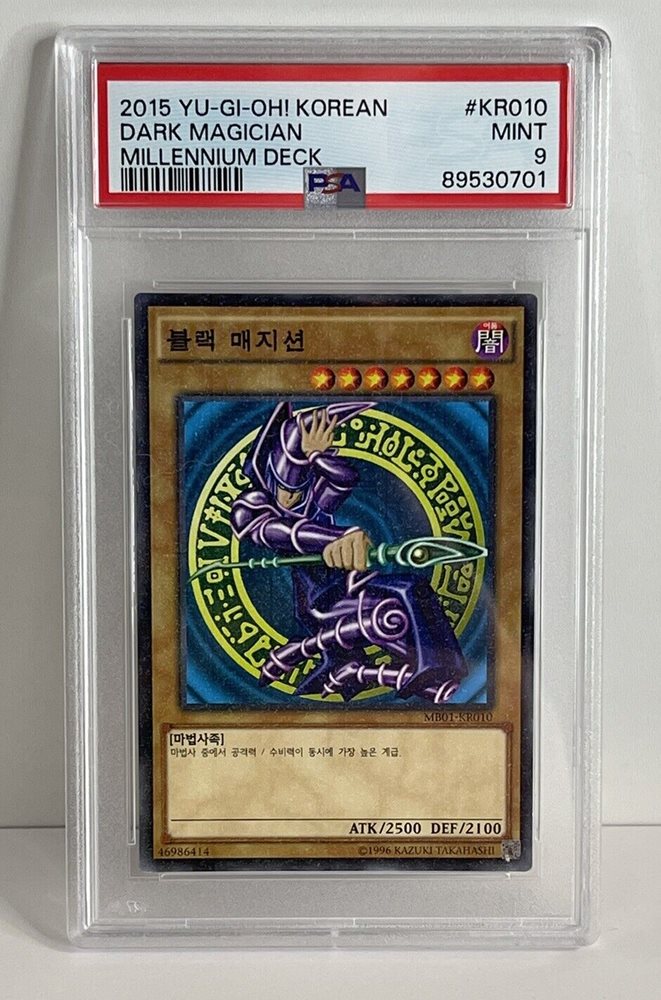 2015 YU-GI-OH! KOREAN #KR010
DARK MAGICIAN MINT
MILLENNIUM DECK 9
PSA 89530701
블랙 매지션
어둠
闇
MB01-KR010
[마법사족]
마법사 중에서 공격력 / 수비력이 동시에 가장 높은 계급.
ATK/2500 DEF/2100
46986414 ©1996 KAZUKI TAKAHASHI